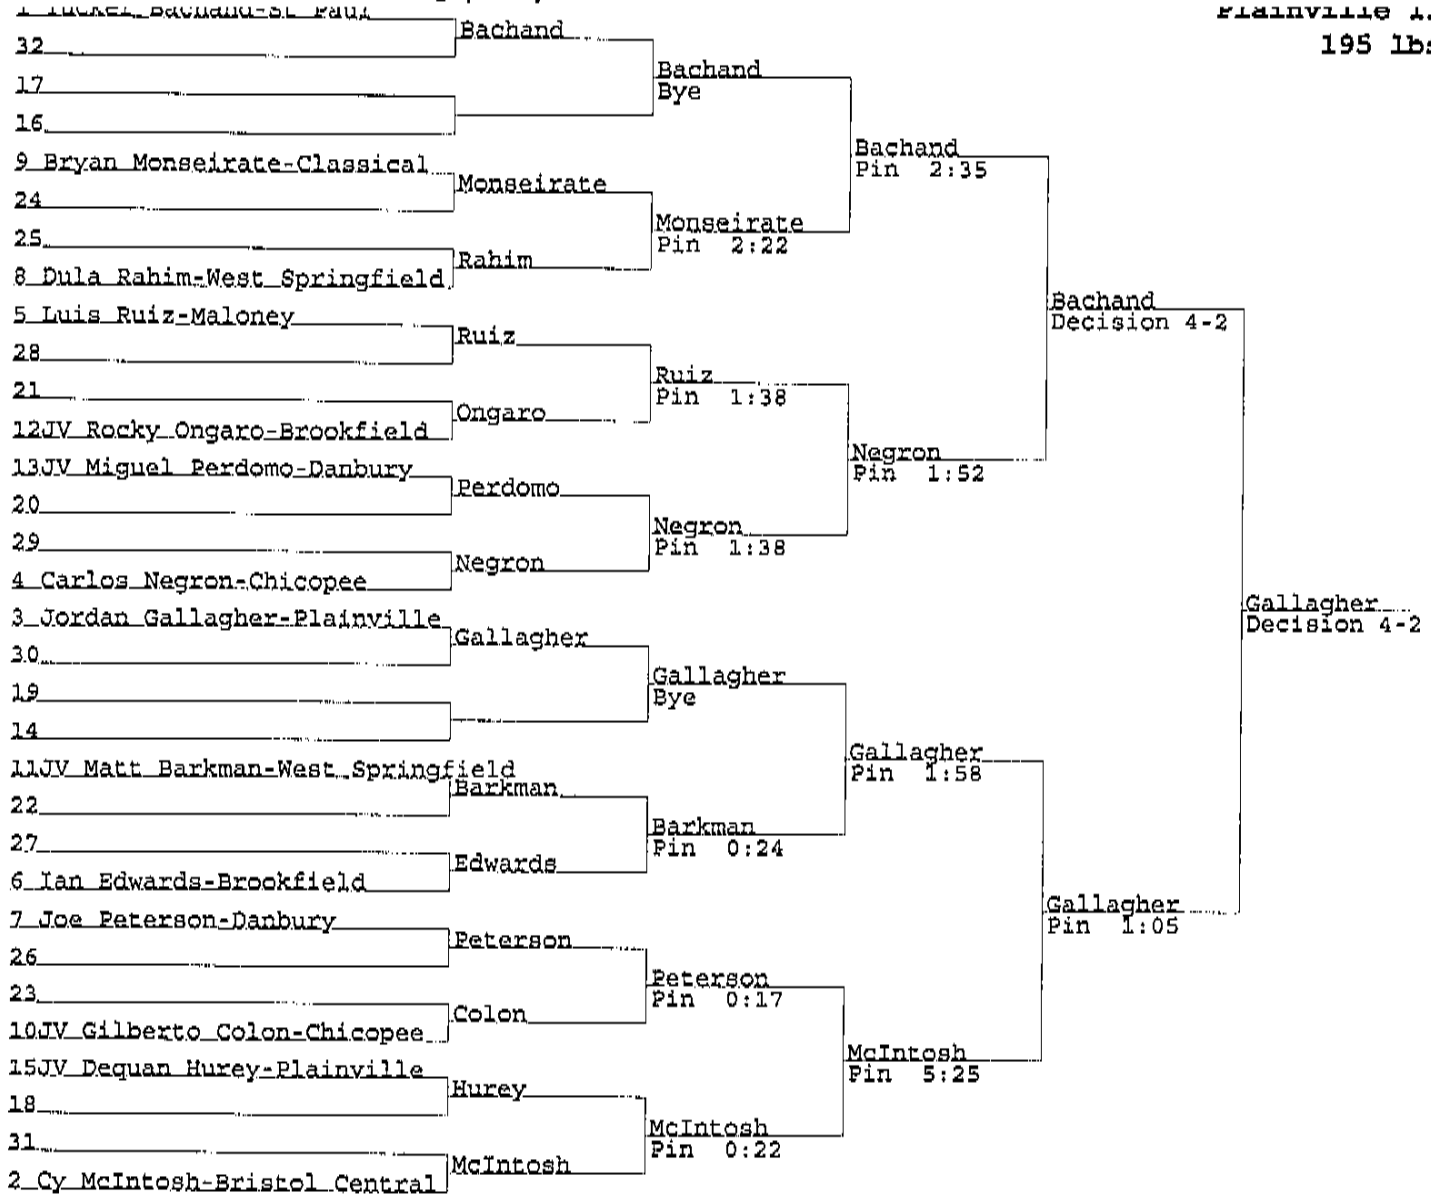 1 Tucker Bachand-St Paul
Plainville
195 lbs
32
Bachand
17
16
Bachand
Bye
9 Bryan Monseirate-Classical
24
Monseirate
25
8 Dula Rahim-West Springfield
Rahim
Monseirate
Pin 2:22
Bachand
Pin 2:35
5 Luis Ruiz-Maloney
28
Ruiz
21
12JV Rocky Ongaro-Brookfield
Ongaro
Ruiz
Pin 1:38
13JV Miguel Perdomo-Danbury
20
Perdomo
29
4 Carlos Negron-Chicopee
Negron
Negron
Pin 1:38
Negron
Pin 1:52
Bachand
Decision 4-2
3 Jordan Gallagher-Plainville
30
Gallagher
19
14
Gallagher
Bye
11JV Matt Barkman-West Springfield
22
Barkman
27
6 Ian Edwards-Brookfield
Edwards
Barkman
Pin 0:24
Gallagher
Pin 1:58
7 Joe Peterson-Danbury
26
Peterson
23
10JV Gilberto Colon-Chicopee
Colon
Peterson
Pin 0:17
15JV Dequan Hurey-Plainville
18
Hurey
31
2 Cy McIntosh-Bristol Central
McIntosh
McIntosh
Pin 0:22
McIntosh
Pin 5:25
Gallagher
Pin 1:05
Gallagher
Decision 4-2